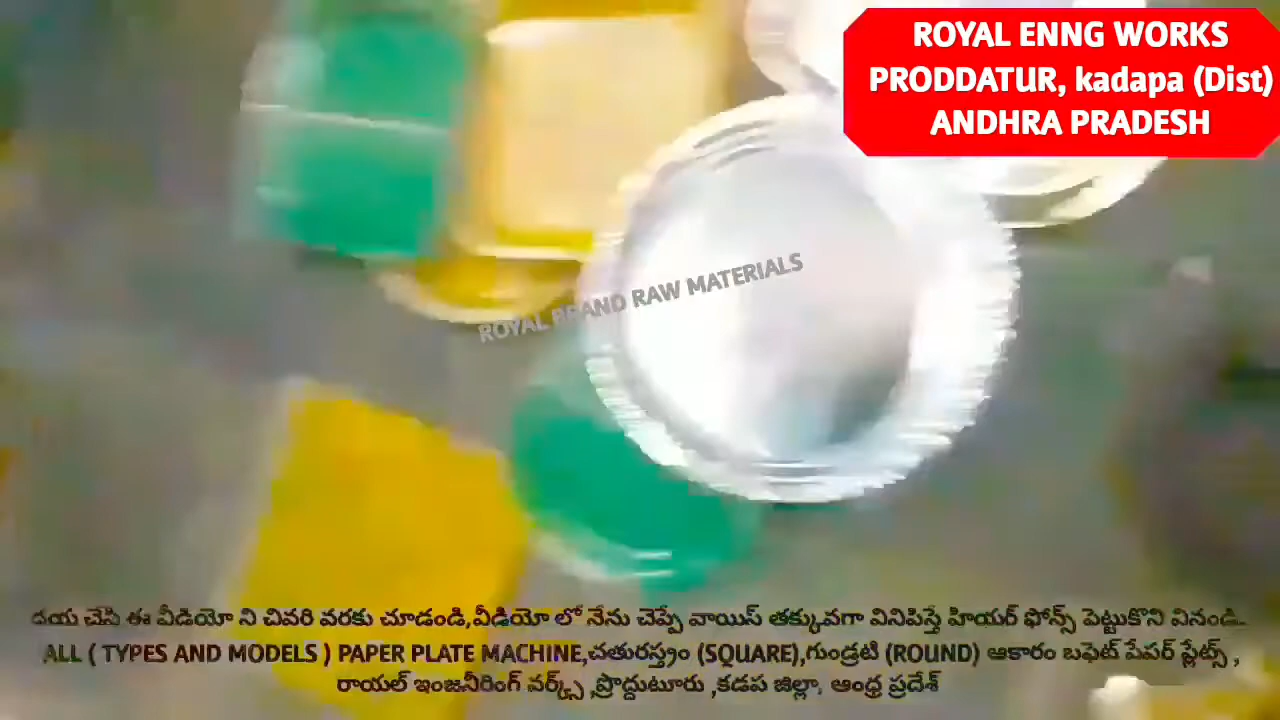 ROYAL ENNG WORKS
PRODDATUR, kadapa (Dist)
ANDHRA PRADESH
ROYAL BRAND RAW MATERIALS
దయ చేసి ఈ వీడియో ని చివరి వరకు చూడండి,వీడియో లో నేను చెప్పే వాయిస్ తక్కువగా వినిపిస్తే హియర్ ఫోన్స్ పెట్టుకొని వినండి..
ALL ( TYPES AND MODELS ) PAPER PLATE MACHINE,చతురస్త్రం (SQUARE),గుండ్రటి (ROUND) ఆకారం బఫెట్ పేపర్ ప్లేట్స్ ,
రాయల్ ఇంజనీరింగ్ వర్క్స్ ,ప్రొద్దుటూరు ,కడప జిల్లా, ఆంధ్ర ప్రదేశ్